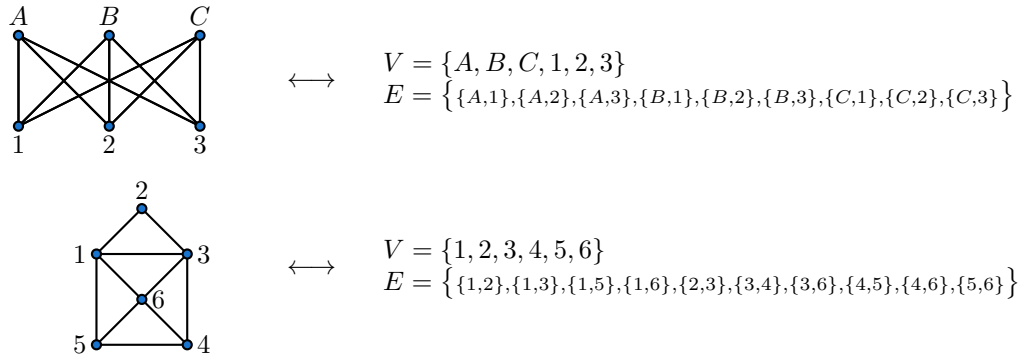 A B C
1 2 3
⟷
V = {A, B, C, 1, 2, 3}
E = { {A,1},{A,2},{A,3},{B,1},{B,2},{B,3},{C,1},{C,2},{C,3} }
2
1 3
6
5 4
⟷
V = {1, 2, 3, 4, 5, 6}
E = { {1,2},{1,3},{1,5},{1,6},{2,3},{3,4},{3,6},{4,5},{4,6},{5,6} }